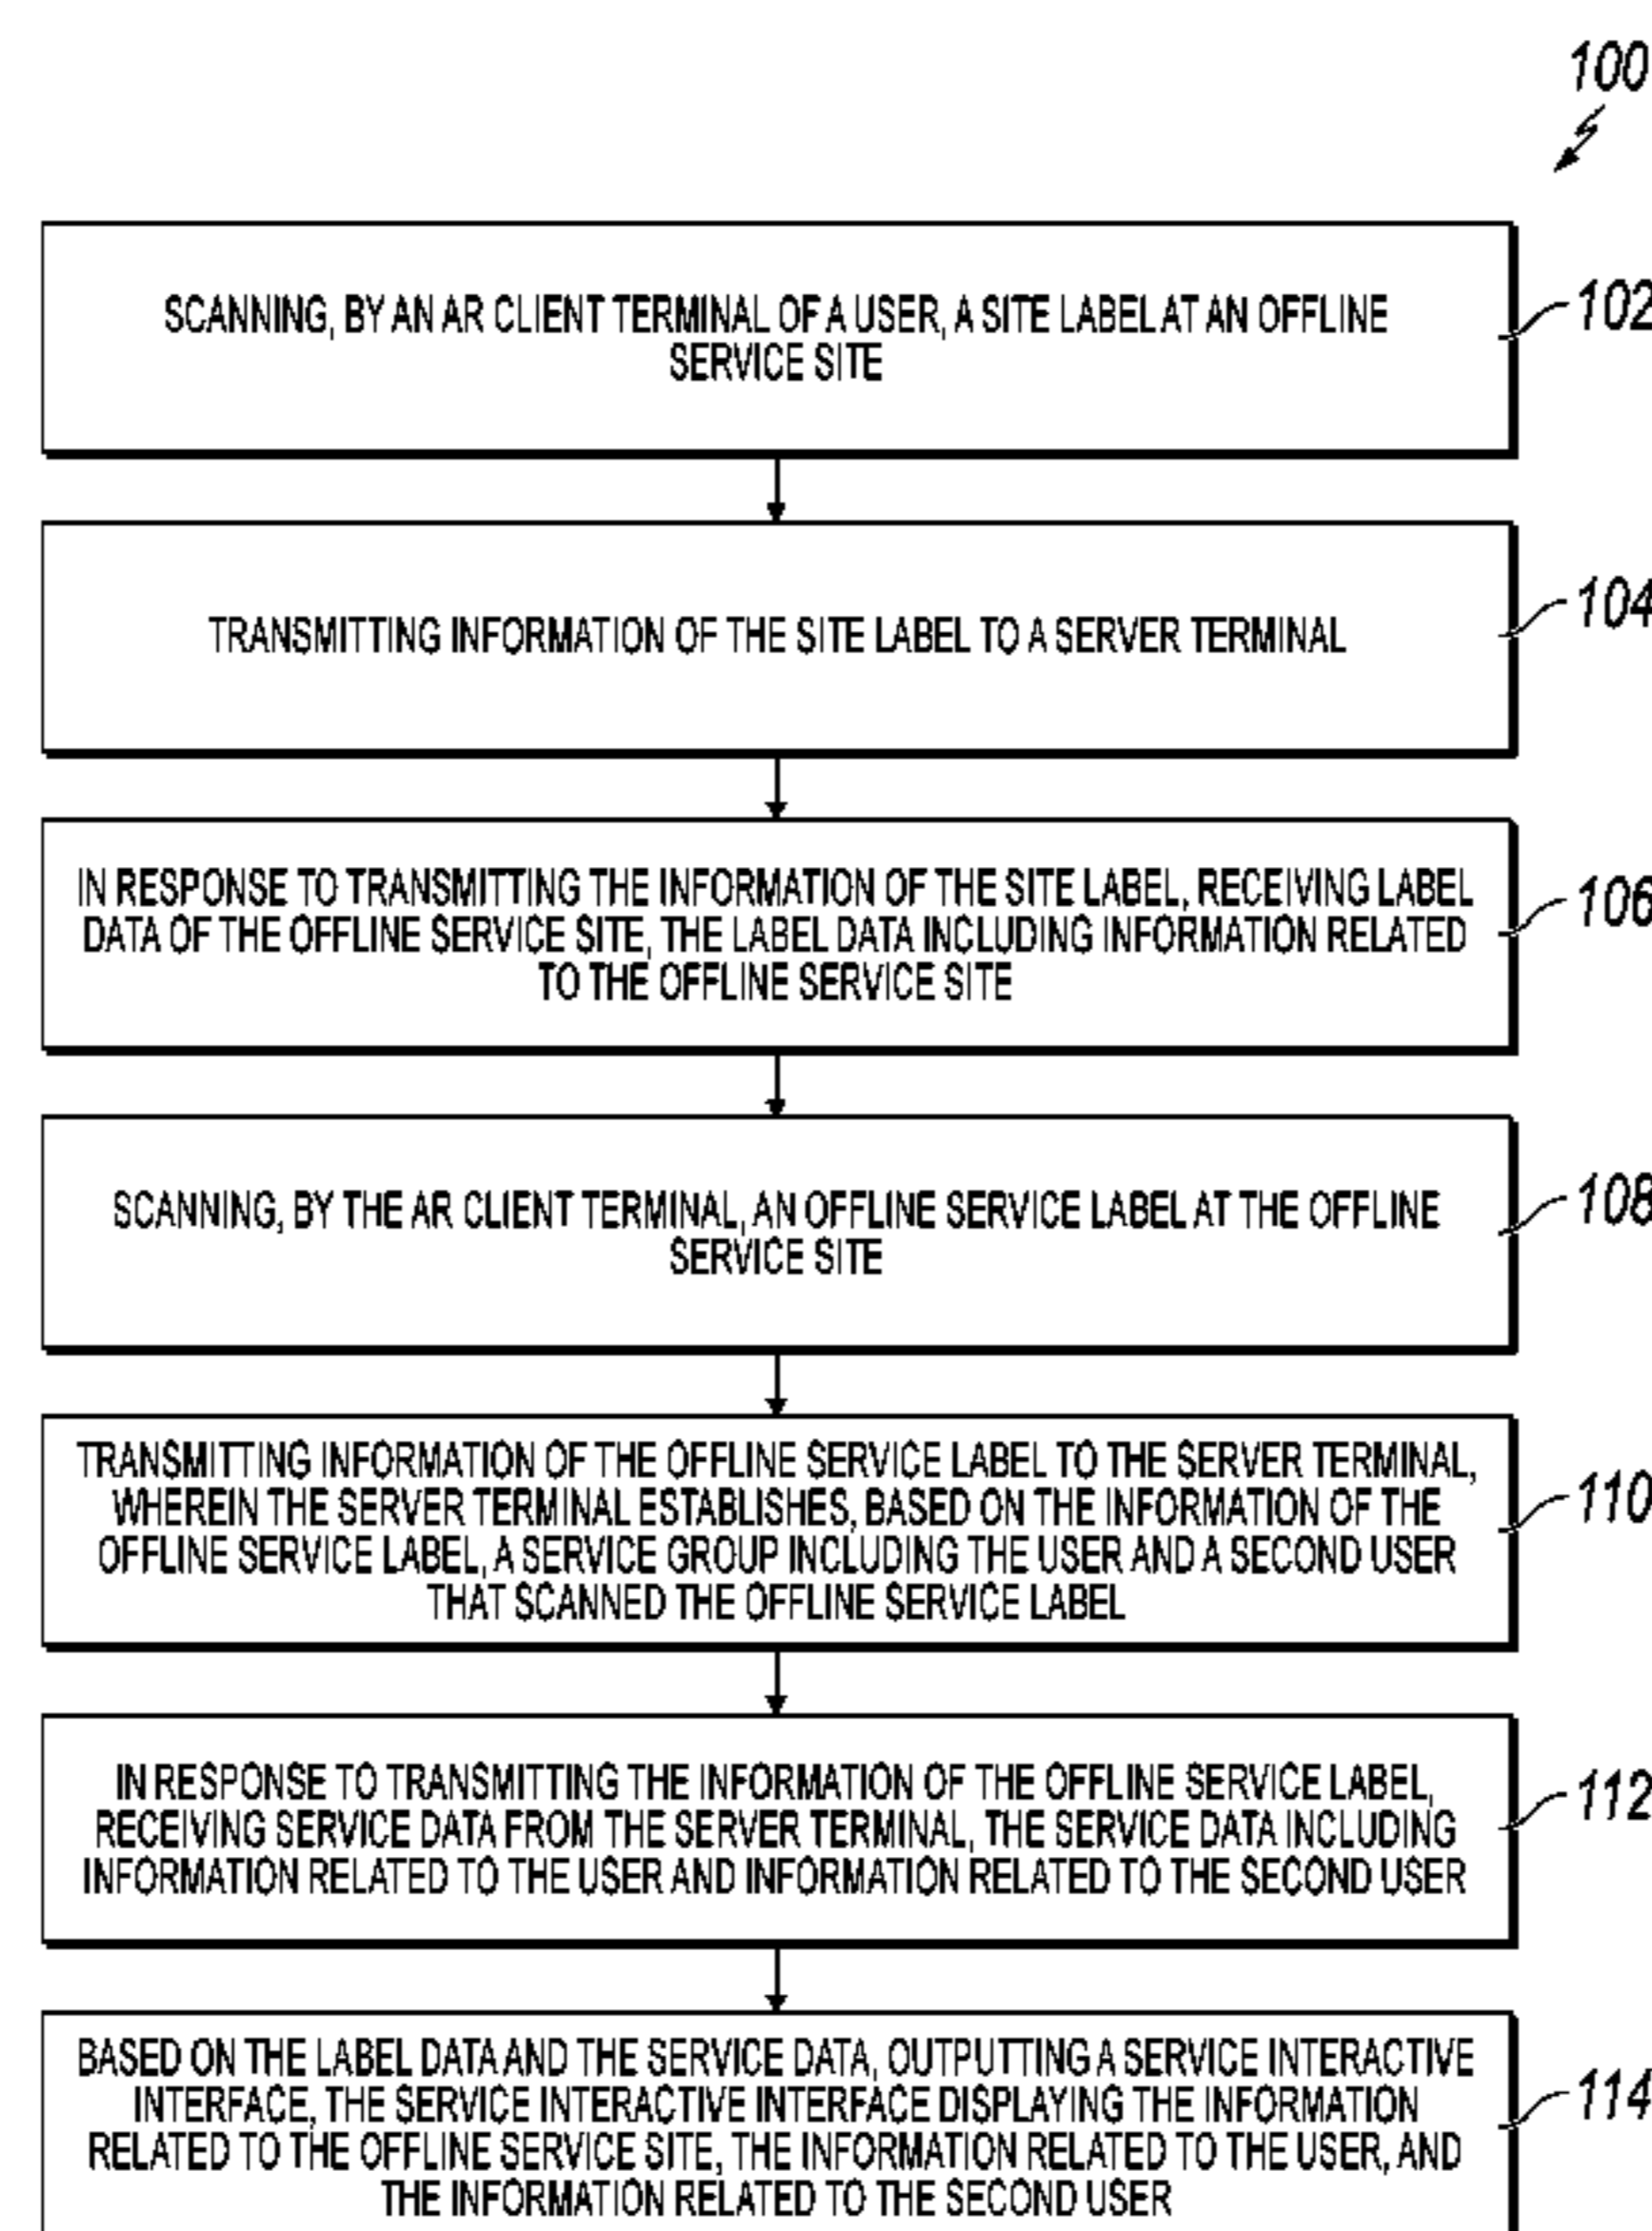 100
SCANNING, BY AN AR CLIENT TERMINAL OF A USER, A SITE LABEL AT AN OFFLINE
SERVICE SITE
102
TRANSMITTING INFORMATION OF THE SITE LABEL TO A SERVER TERMINAL
104
IN RESPONSE TO TRANSMITTING THE INFORMATION OF THE SITE LABEL, RECEIVING LABEL
DATA OF THE OFFLINE SERVICE SITE, THE LABEL DATA INCLUDING INFORMATION RELATED
TO THE OFFLINE SERVICE SITE
106
SCANNING, BY THE AR CLIENT TERMINAL, AN OFFLINE SERVICE LABEL AT THE OFFLINE
SERVICE SITE
108
TRANSMITTING INFORMATION OF THE OFFLINE SERVICE LABEL TO THE SERVER TERMINAL,
WHEREIN THE SERVER TERMINAL ESTABLISHES, BASED ON THE INFORMATION OF THE
OFFLINE SERVICE LABEL, A SERVICE GROUP INCLUDING THE USER AND A SECOND USER
THAT SCANNED THE OFFLINE SERVICE LABEL
110
IN RESPONSE TO TRANSMITTING THE INFORMATION OF THE OFFLINE SERVICE LABEL,
RECEIVING SERVICE DATA FROM THE SERVER TERMINAL, THE SERVICE DATA INCLUDING
INFORMATION RELATED TO THE USER AND INFORMATION RELATED TO THE SECOND USER
112
BASED ON THE LABEL DATA AND THE SERVICE DATA, OUTPUTTING A SERVICE INTERACTIVE
INTERFACE, THE SERVICE INTERACTIVE INTERFACE DISPLAYING THE INFORMATION
RELATED TO THE OFFLINE SERVICE SITE, THE INFORMATION RELATED TO THE USER, AND
THE INFORMATION RELATED TO THE SECOND USER
114